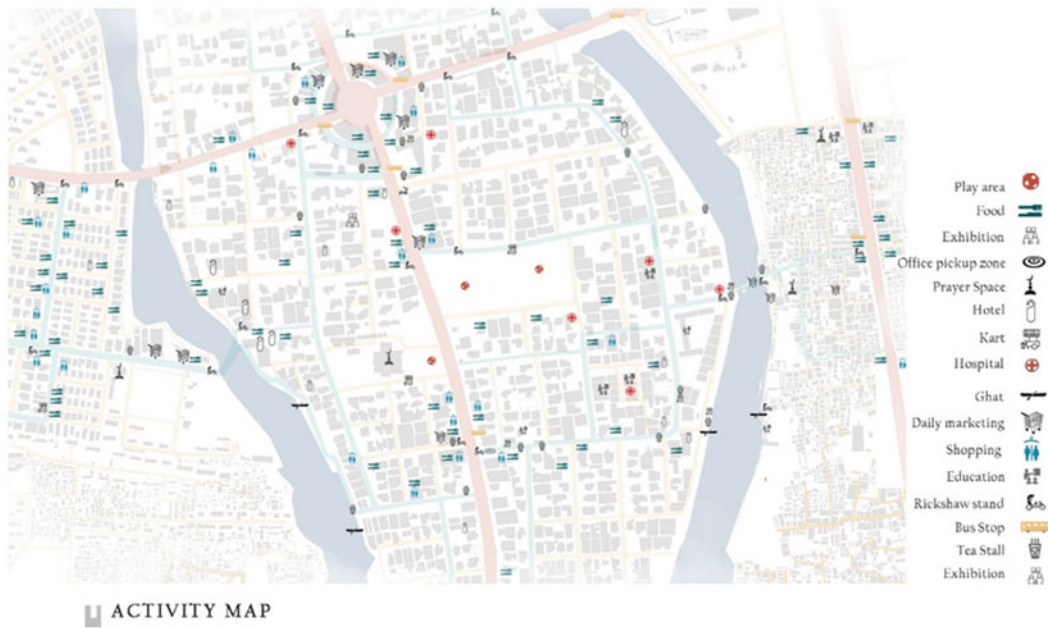 Play area
Food
Exhibition
Office pickup zone
Prayer Space
Hotel
Kart
Hospital
Ghat
Daily marketing
Shopping
Education
Rickshaw stand
Bus Stop
Tea Stall
Exhibition
ACTIVITY MAP